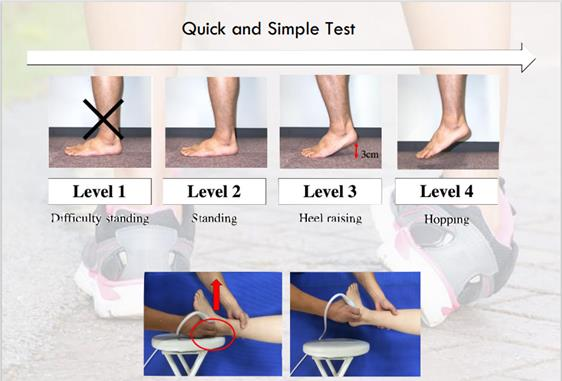 Quick and Simple Test
3cm
Level 1
Level 2
Level 3
Level 4
Difficulty standing
Standing
Heel raising
Hopping